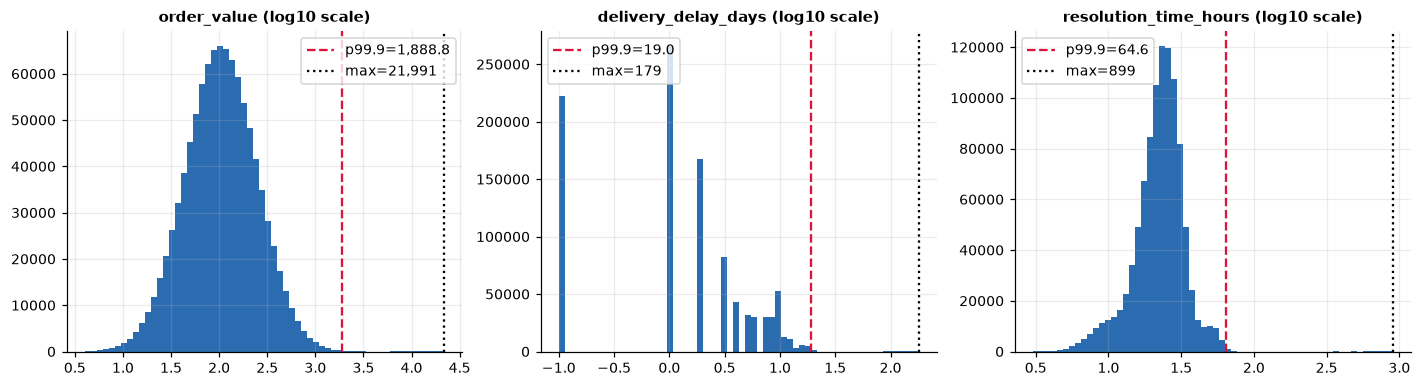 order_value (log10 scale)
60000
50000
40000
30000
20000
10000
0
0.5 1.0 1.5 2.0 2.5 3.0 3.5 4.0 4.5
p99.9=1,888.8
max=21,991
delivery_delay_days (log10 scale)
250000
200000
150000
100000
50000
0
−1.0 −0.5 0.0 0.5 1.0 1.5 2.0
p99.9=19.0
max=179
resolution_time_hours (log10 scale)
120000
100000
80000
60000
40000
20000
0
0.5 1.0 1.5 2.0 2.5 3.0
p99.9=64.6
max=899